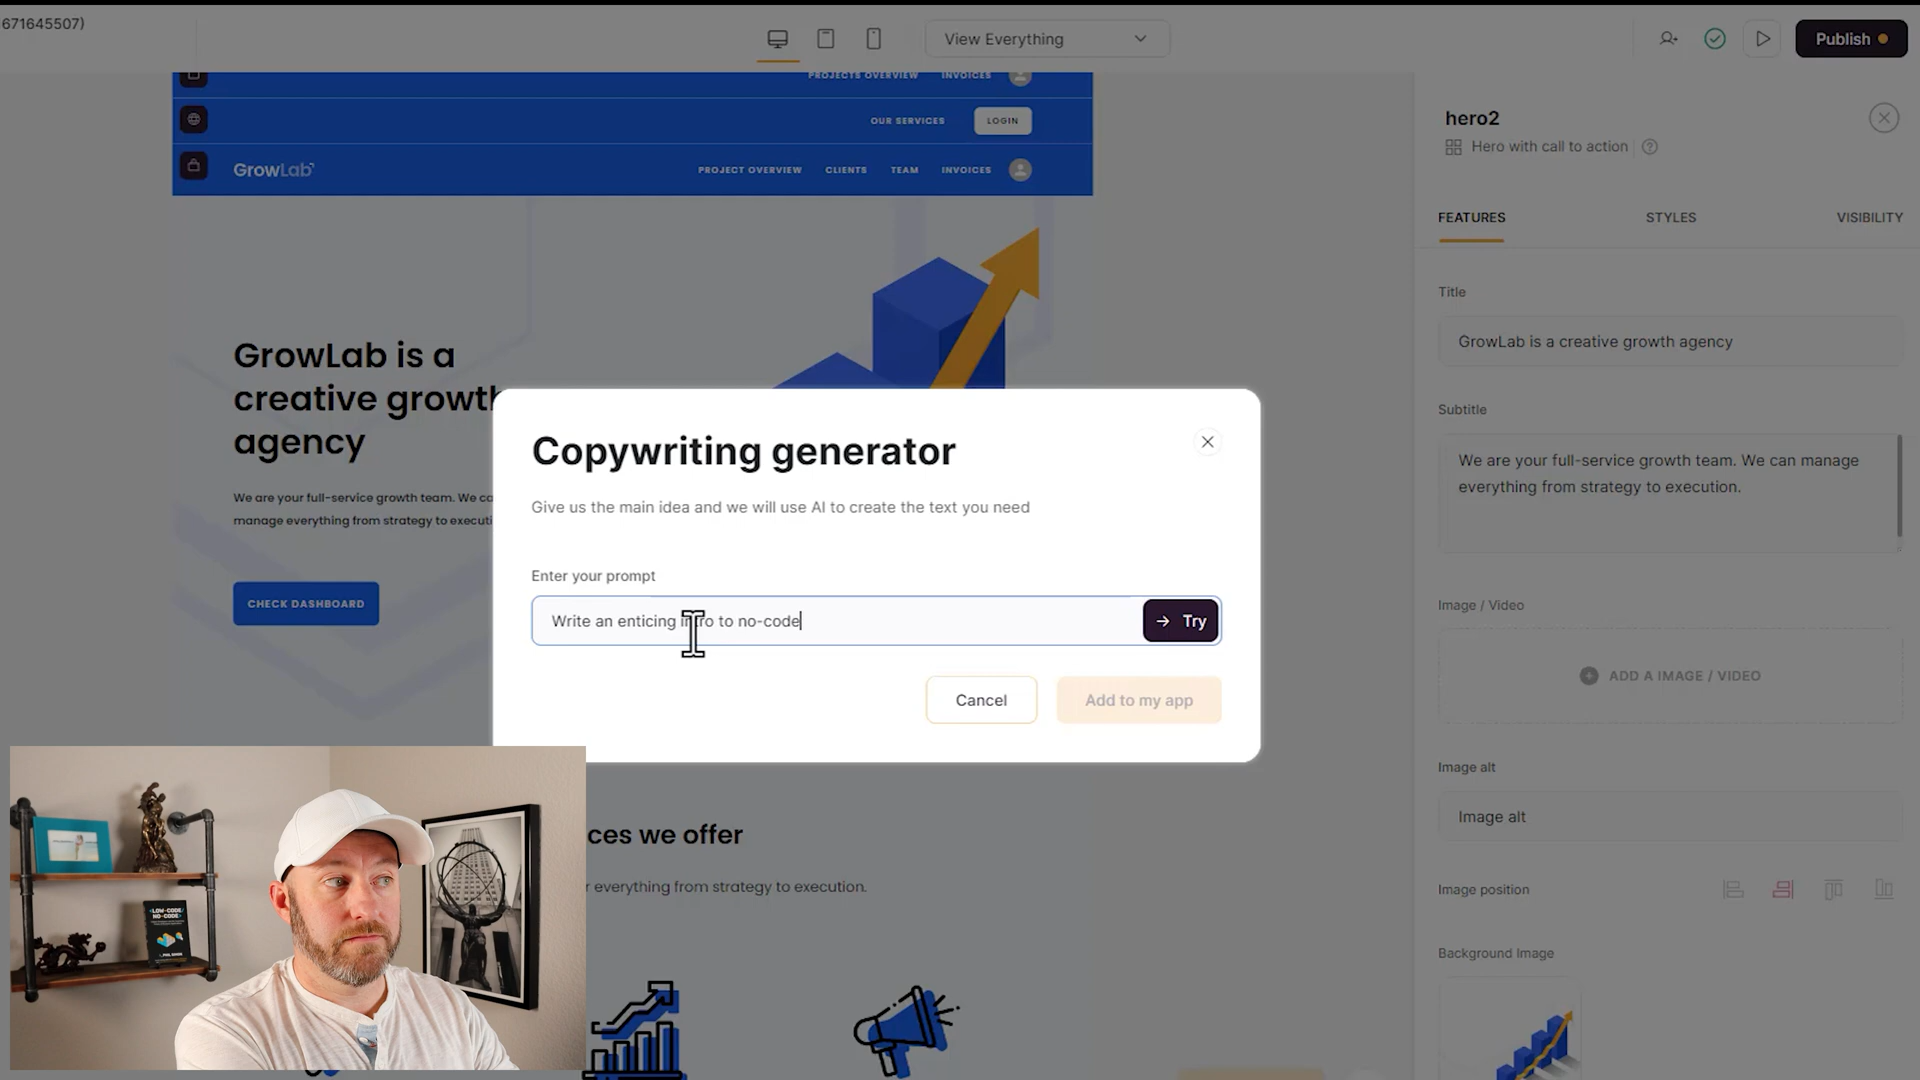 671645507)
View Everything
Publish
PROJECTS OVERVIEW
INVOICES
OUR SERVICES
LOGIN
GrowLab
PROJECT OVERVIEW
CLIENTS
TEAM
INVOICES
hero2
Hero with call to action
FEATURES
STYLES
VISIBILITY
Title
GrowLab is a creative growth agency
Subtitle
We are your full-service growth team. We can manage
everything from strategy to execution.
Image / Video
ADD A IMAGE / VIDEO
Image alt
Image alt
Image position
Background Image
GrowLab is a
creative growth
agency
We are your full-service growth team. We
manage everything from strategy to
CHECK DASHBOARD
Copywriting generator
Give us the main idea and we will use AI to create the text you need
Enter your prompt
Write an enticing intro to no-code
Try
Cancel
Add to my app
ces we offer
r everything from strategy to execution.
LOW-CODE/
NO-CODE